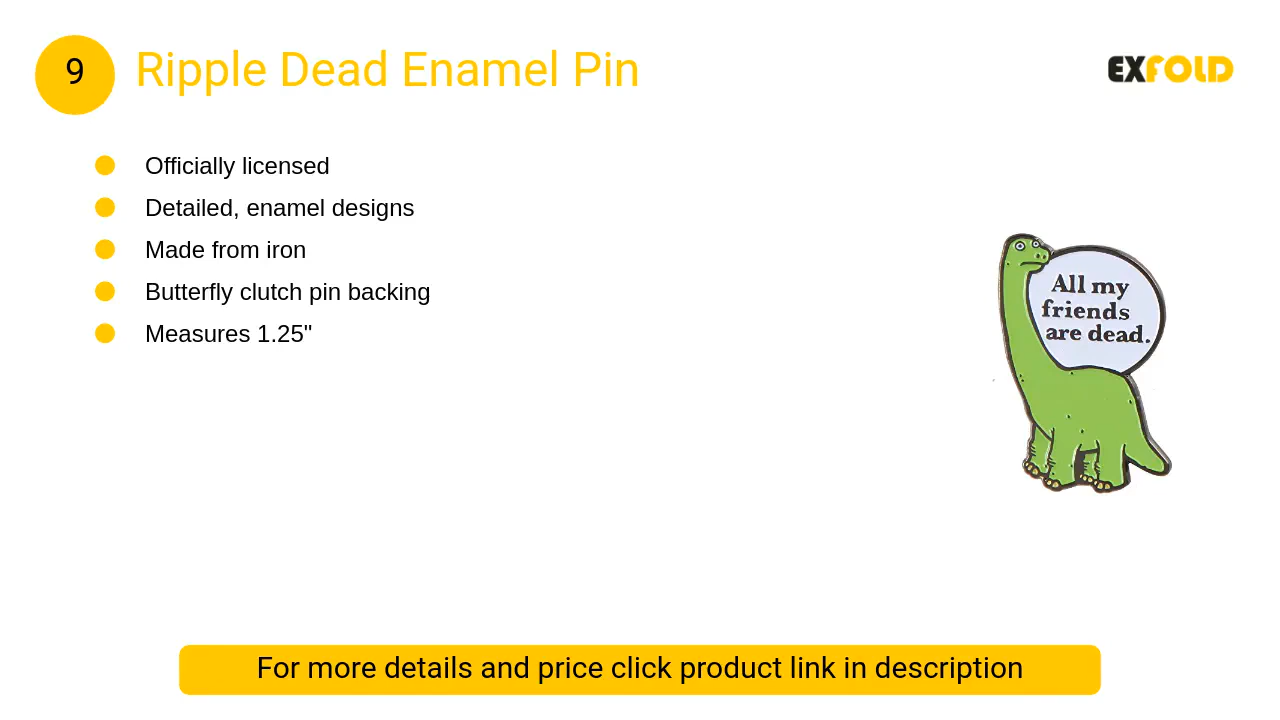 9
Ripple Dead Enamel Pin
EXFOLD
Officially licensed
Detailed, enamel designs
Made from iron
Butterfly clutch pin backing
Measures 1.25"
All my
friends
are dead.
For more details and price click product link in description